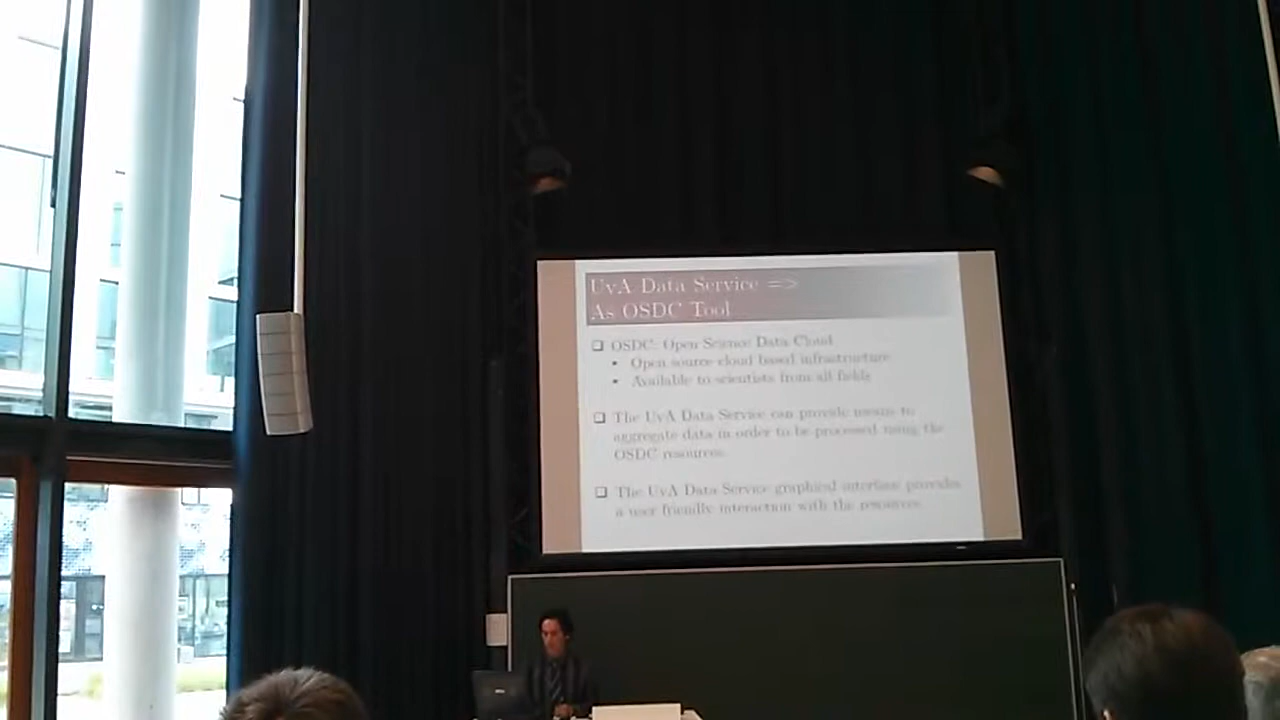 UvA Data Service =>
As OSDC Tool
OSDC: Open Science Data Cloud
• Open source cloud based infrastructure
• Available to scientists from all fields
The UvA Data Service can provide means to
aggregate data in order to be processed using the
OSDC resources.
The UvA Data Service graphical interface provides
a user friendly interaction with the resources.